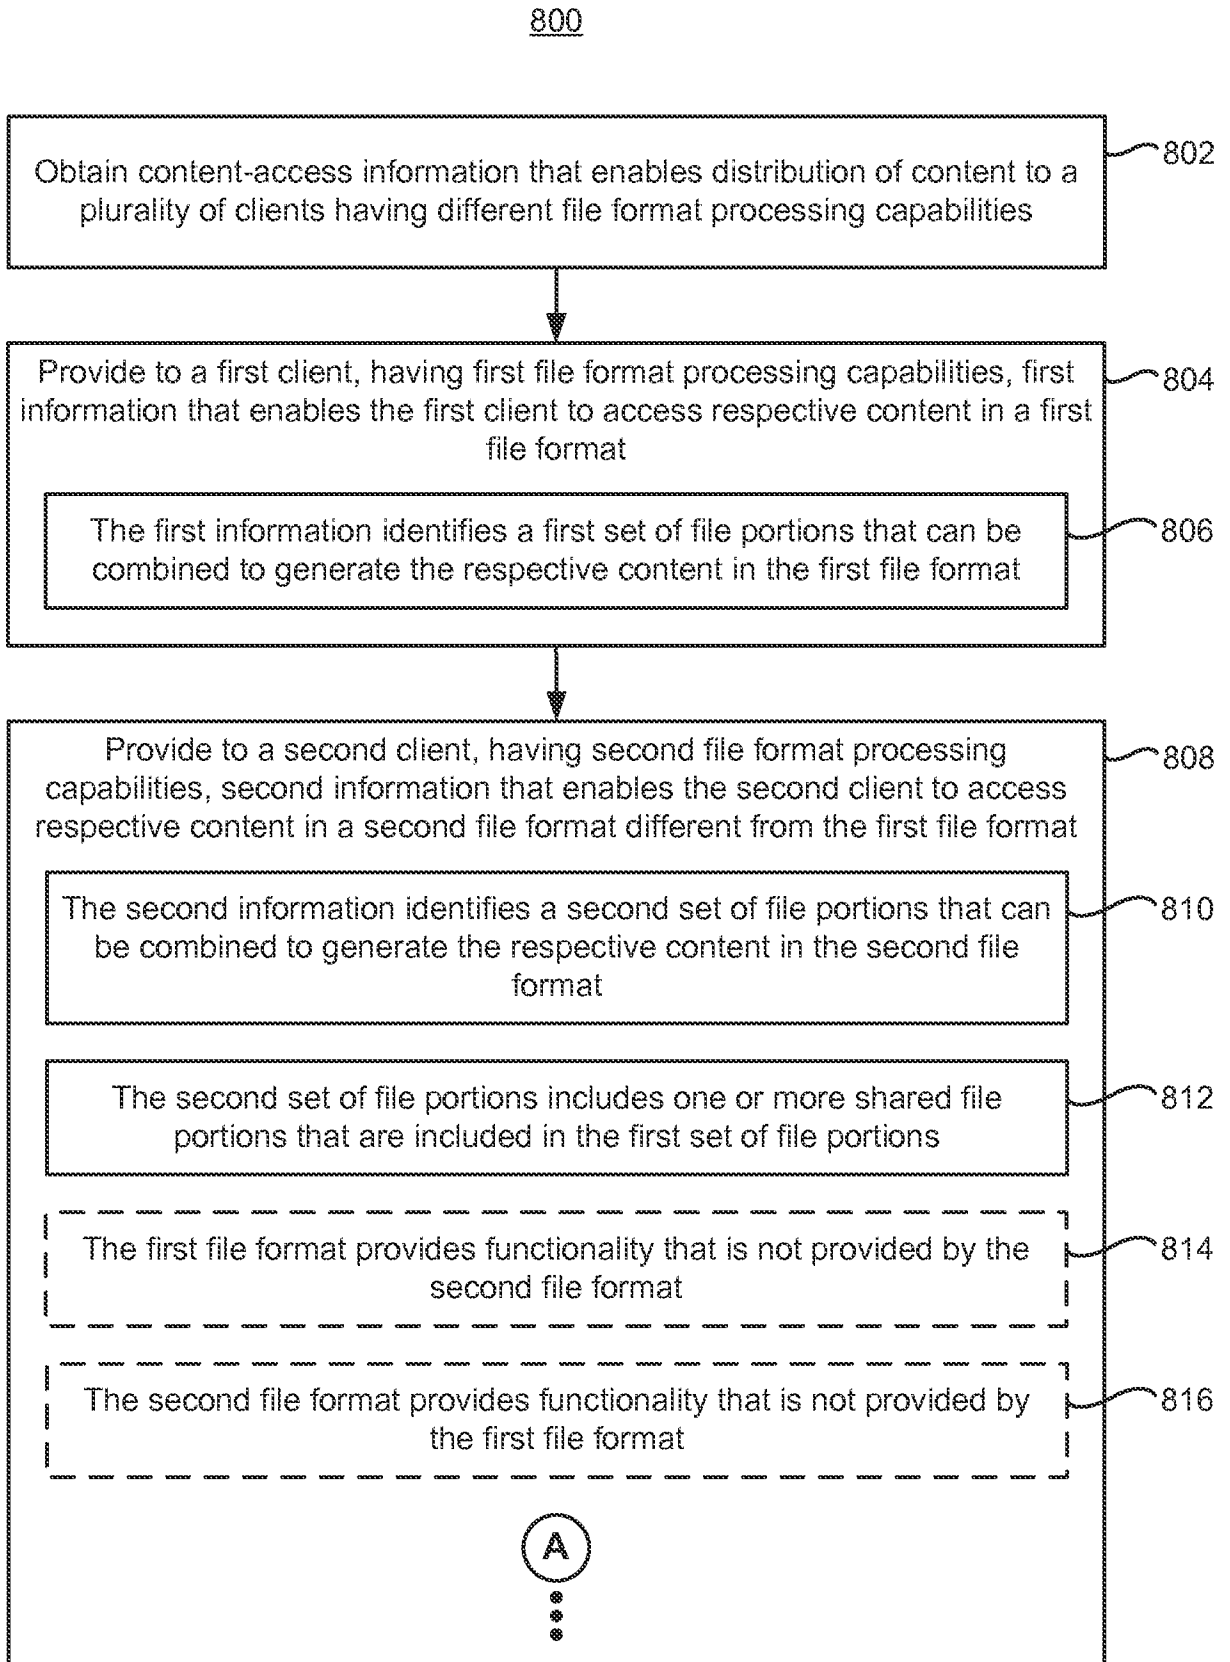 800
Obtain content-access information that enables distribution of content to a
plurality of clients having different file format processing capabilities
802
Provide to a first client, having first file format processing capabilities, first
information that enables the first client to access respective content in a first
file format
804
The first information identifies a first set of file portions that can be
combined to generate the respective content in the first file format
806
Provide to a second client, having second file format processing
capabilities, second information that enables the second client to access
respective content in a second file format different from the first file format
808
The second information identifies a second set of file portions that can
be combined to generate the respective content in the second file
format
810
The second set of file portions includes one or more shared file
portions that are included in the first set of file portions
812
The first file format provides functionality that is not provided by the
second file format
814
The second file format provides functionality that is not provided by
the first file format
816
A